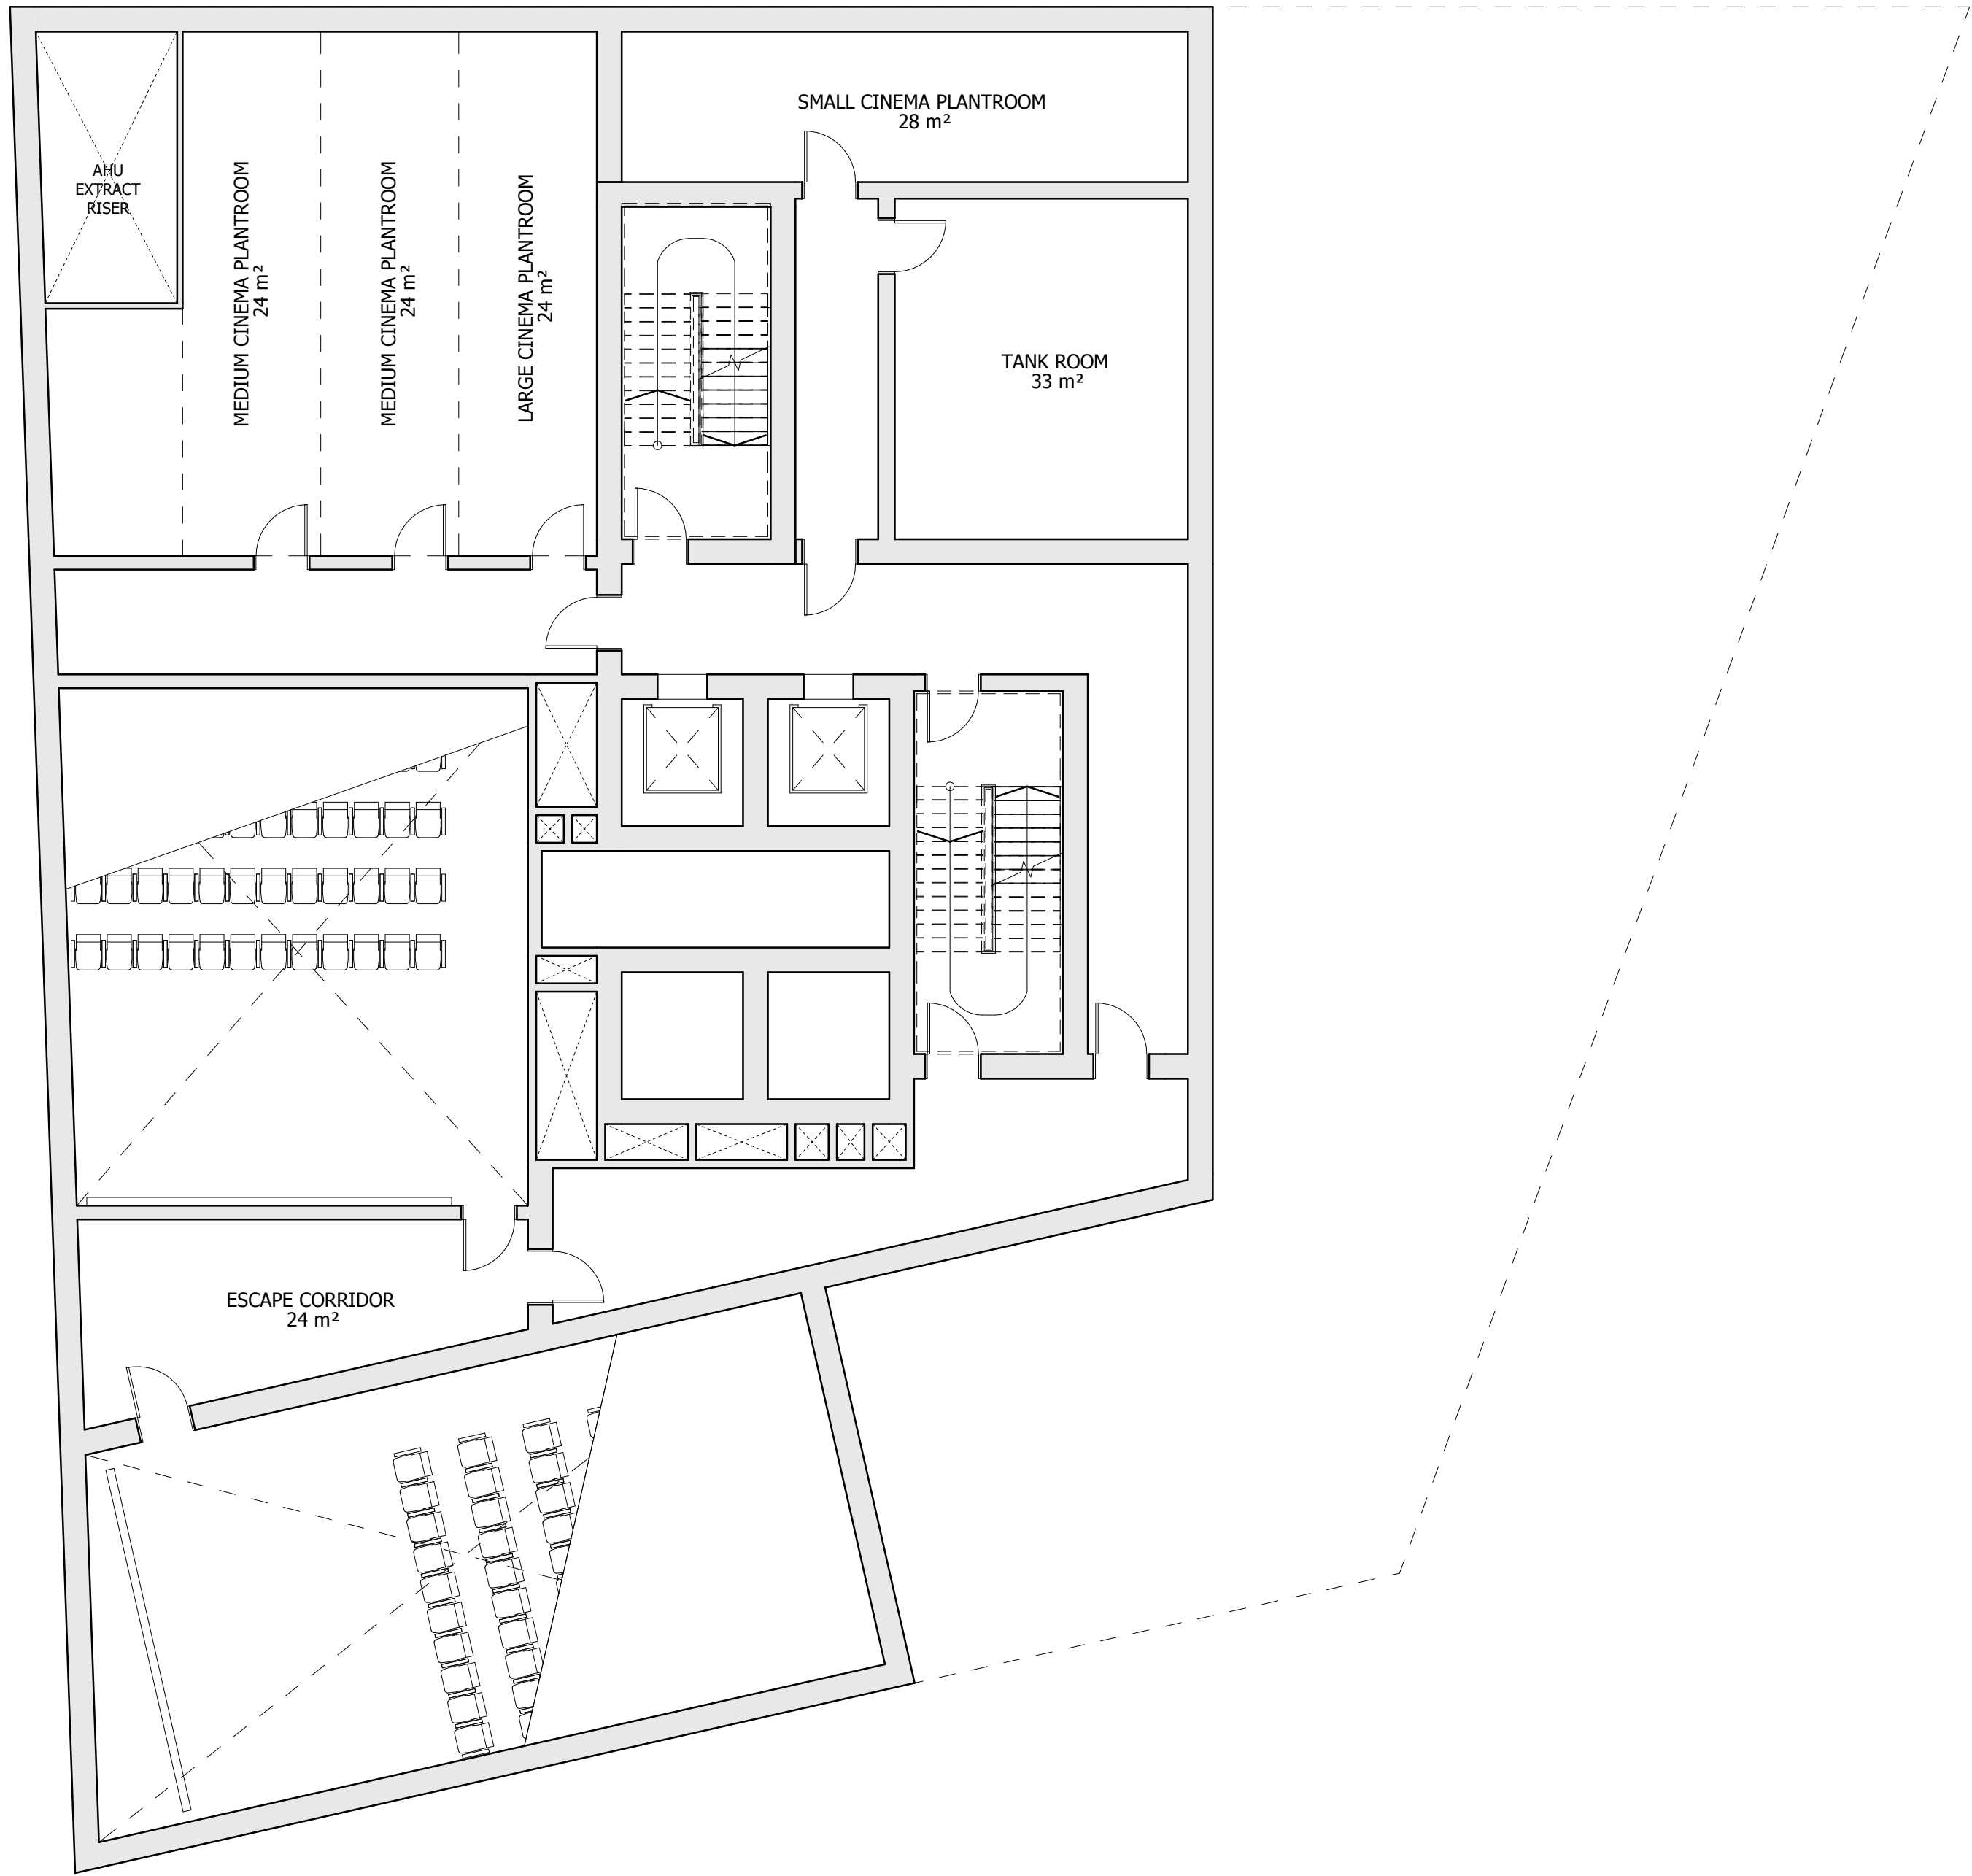 SMALL CINEMA PLANTROOM
28 m²
AHU
EXTRACT
RISER
MEDIUM CINEMA PLANTROOM
24 m²
MEDIUM CINEMA PLANTROOM
24 m²
LARGE CINEMA PLANTROOM
24 m²
TANK ROOM
33 m²
ESCAPE CORRIDOR
24 m²